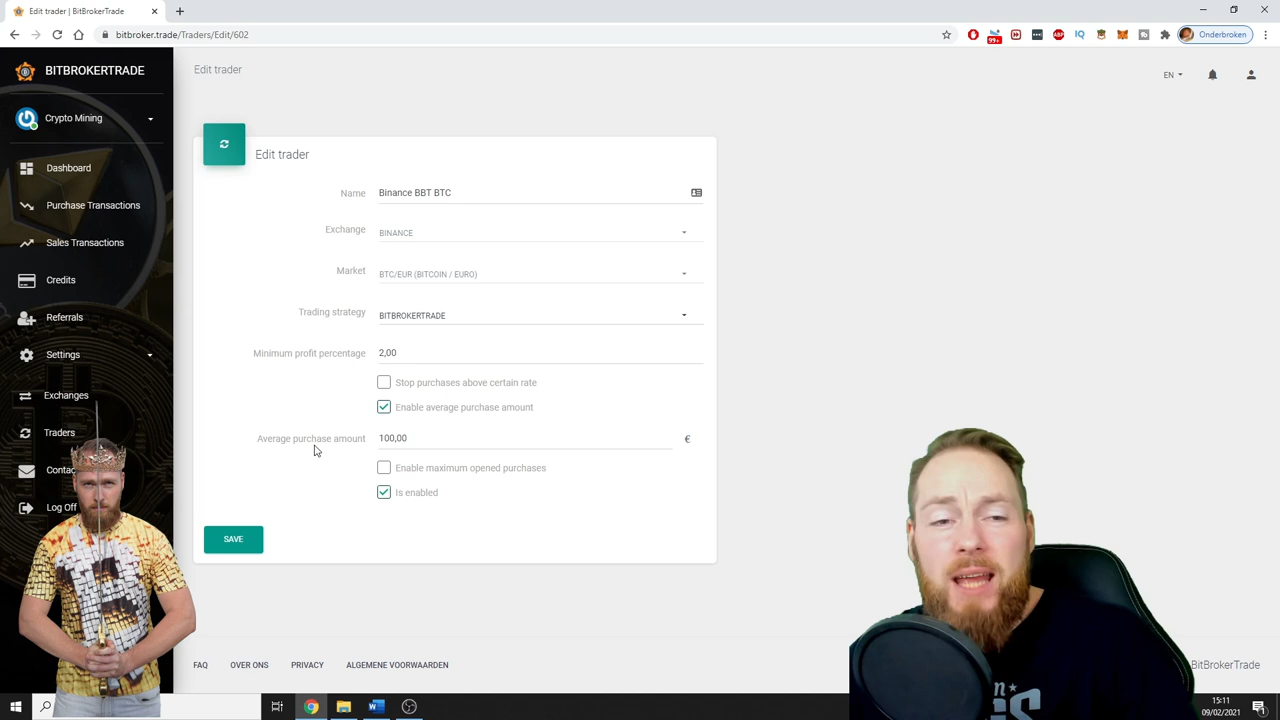 Edit trader | BitBrokerTrade
bitbroker.trade/Traders/Edit/602
99+
ABP
IQ
Onderbroken
BITBROKERTRADE
Crypto Mining
Dashboard
Purchase Transactions
Sales Transactions
Credits
Referrals
Settings
Exchanges
Traders
Contac
Log Off
Edit trader
EN
Edit trader
Name Binance BBT BTC
Exchange BINANCE
Market BTC/EUR (BITCOIN / EURO)
Trading strategy BITBROKERTRADE
Minimum profit percentage 2,00
Stop purchases above certain rate
Enable average purchase amount
Average purchase amount 100,00 €
Enable maximum opened purchases
Is enabled
SAVE
FAQ OVER ONS PRIVACY ALGEMENE VOORWAARDEN
BitBrokerTrade
15:11
09/02/2021